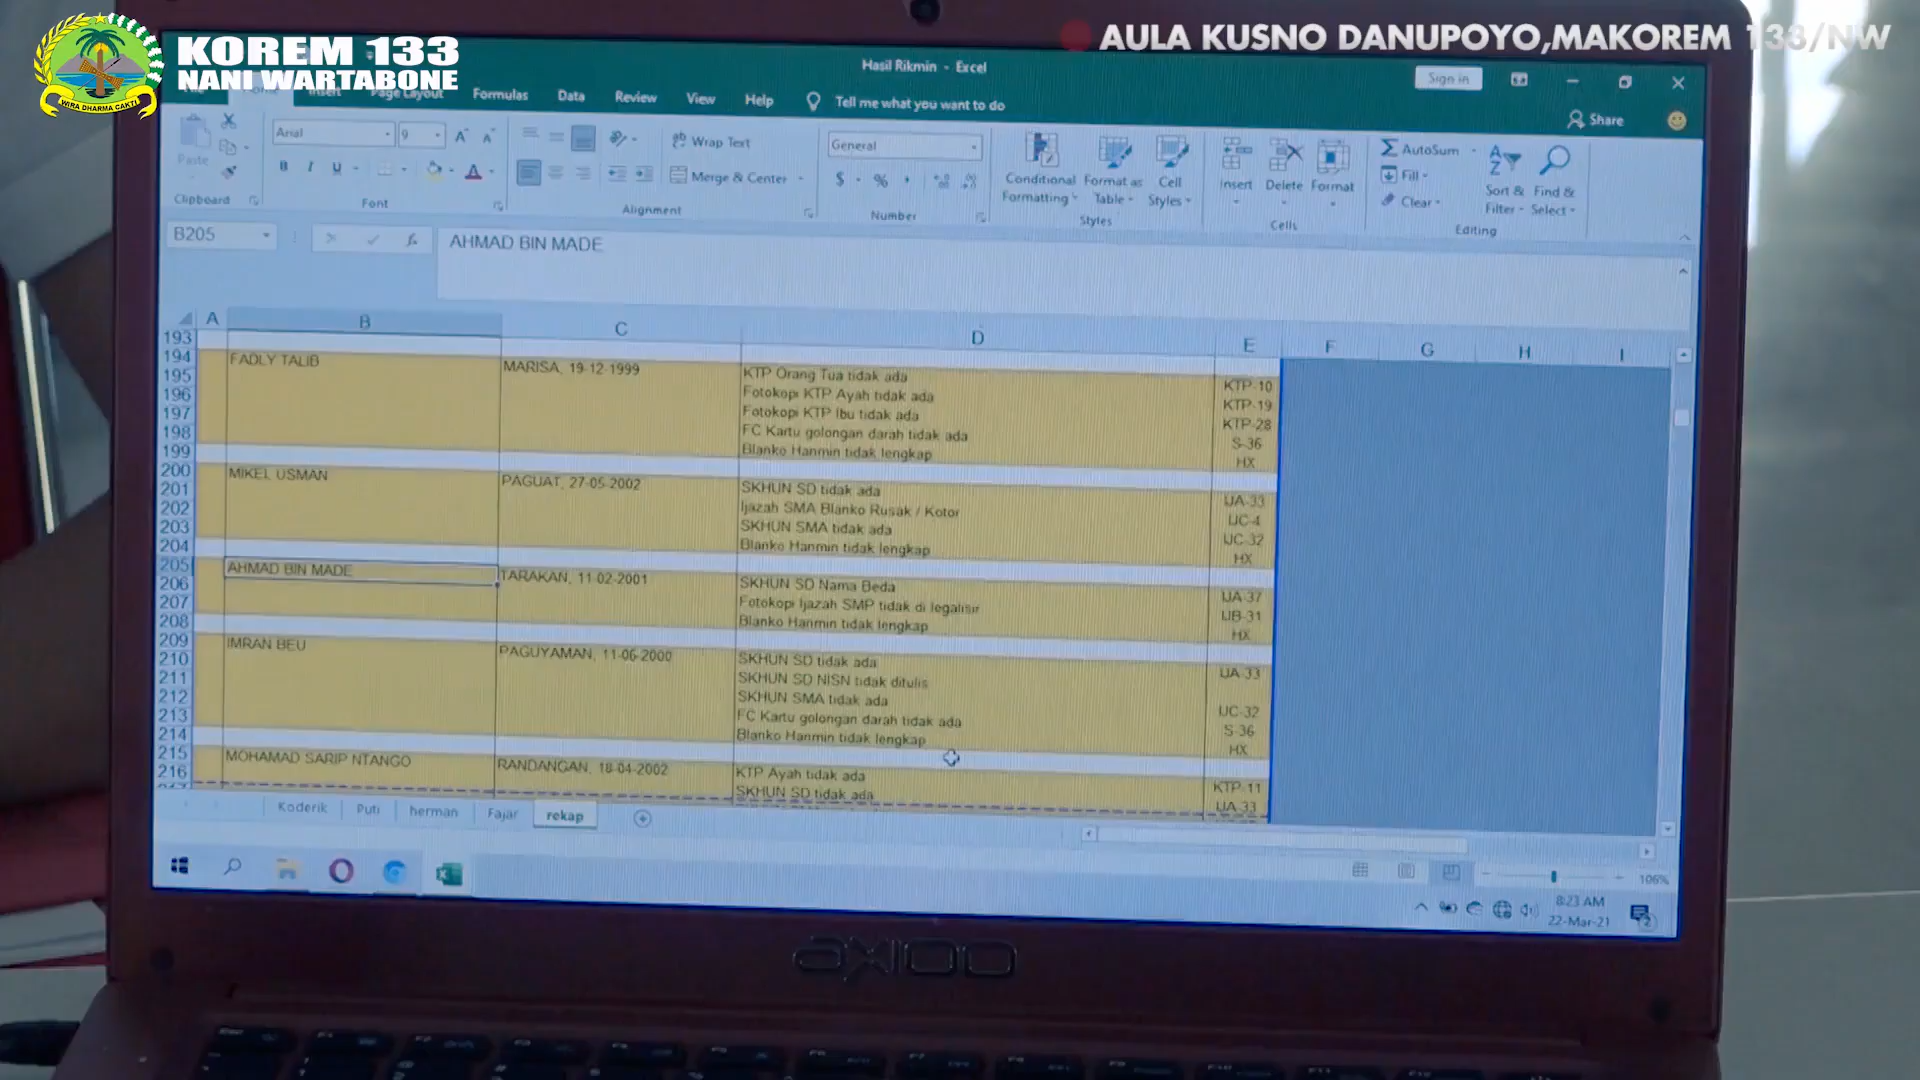 KOREM 133
NANI WARTABONE
WIRA DHARMA CAKTI
AULA KUSNO DANUPOYO,MAKOREM 133/NW
Hasil Rikmin - Excel
Sign in
Insert Page Layout Formulas Data Review View Help Tell me what you want to do
Share
Paste
Clipboard
Arial 9
B I U
Font
Wrap Text
Merge & Center
Alignment
General
$ %
Number
Conditional Formatting
Format as Table
Cell Styles
Styles
Insert Delete Format
Cells
AutoSum
Fill
Clear
Sort & Filter
Find & Select
Editing
B205 fx AHMAD BIN MADE
A B C D E F G H I
193
194 FADLY TALIB MARISA, 19-12-1999
195 KTP Orang Tua tidak ada KTP-10
196 Fotokopi KTP Ayah tidak ada KTP-19
197 Fotokopi KTP Ibu tidak ada KTP-28
198 FC Kartu golongan darah tidak ada S-36
199 Blanko Hanmin tidak lengkap HX
200 MIKEL USMAN PAGUAT, 27-05-2002
201 SKHUN SD tidak ada UA-33
202 Ijazah SMA Blanko Rusak / Kotor UC-4
203 SKHUN SMA tidak ada UC-32
204 Blanko Hanmin tidak lengkap HX
205 AHMAD BIN MADE TARAKAN, 11-02-2001
206 SKHUN SD Nama Beda UA-37
207 Fotokopi Ijazah SMP tidak di legalisir UB-31
208 Blanko Hanmin tidak lengkap HX
209 IMRAN BEU PAGUYAMAN, 11-06-2000
210 SKHUN SD tidak ada UA-33
211 SKHUN SD NISN tidak ditulis
212 SKHUN SMA tidak ada UC-32
213 FC Kartu golongan darah tidak ada S-36
214 Blanko Hanmin tidak lengkap HX
215 MOHAMAD SARIP NTANGO RANDANGAN, 18-04-2002
216 KTP Ayah tidak ada KTP-11
SKHUN SD tidak ada UA-33
Koderik Puti herman Fajar rekap
106%
8:23 AM
22-Mar-21
axioo